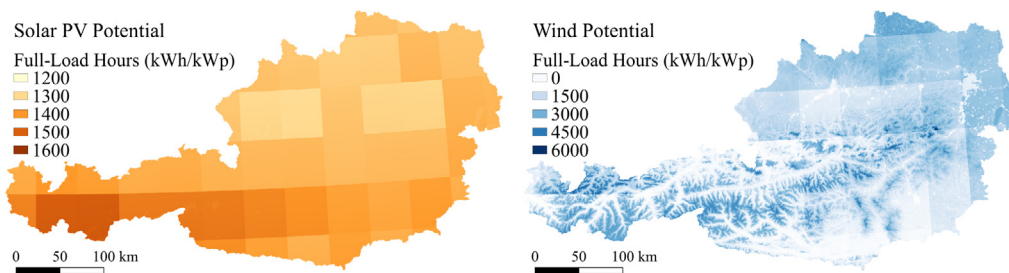 Solar PV Potential
Full-Load Hours (kWh/kWp)
1200
1300
1400
1500
1600
0 50 100 km
Wind Potential
Full-Load Hours (kWh/kWp)
0
1500
3000
4500
6000
0 50 100 km